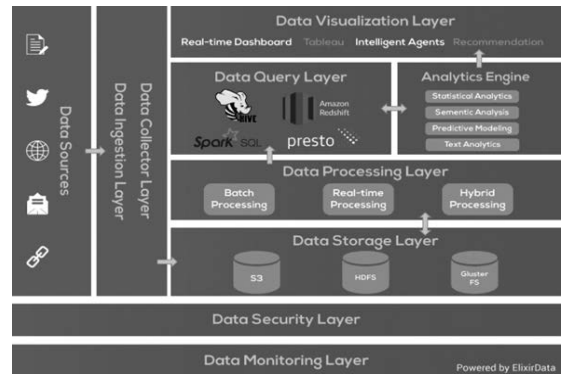 Data Visualization Layer
Real-time Dashboard Tableau Intelligent Agents Recommendation
Data Sources
Data Ingestion Layer
Data Collector Layer
Data Query Layer
HIVE
Amazon
Redshift
Spark SQL
presto
Analytics Engine
Statistical Analytics
Sementic Analysis
Predictive Modeling
Text Analytics
Data Processing Layer
Batch
Processing
Real-time
Processing
Hybrid
Processing
Data Storage Layer
S3
HDFS
Gluster
FS
Data Security Layer
Data Monitoring Layer
Powered by ElixirData